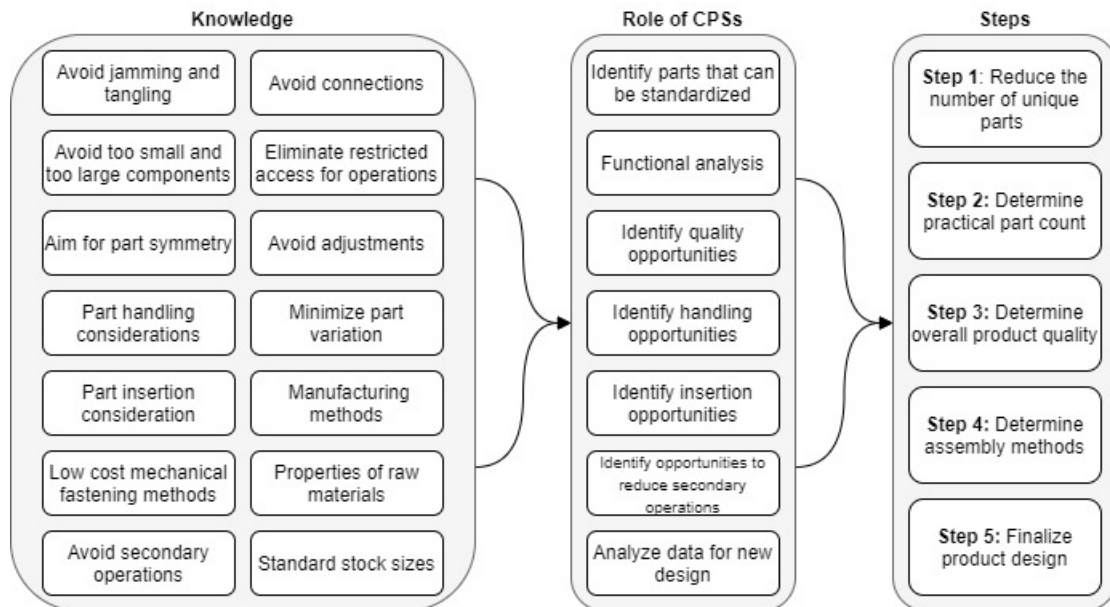 Knowledge
Avoid jamming and
tangling
Avoid connections
Avoid too small and
too large components
Eliminate restricted
access for operations
Aim for part symmetry
Avoid adjustments
Part handling
considerations
Minimize part
variation
Part insertion
consideration
Manufacturing
methods
Low cost mechanical
fastening methods
Properties of raw
materials
Avoid secondary
operations
Standard stock sizes
Role of CPSs
Identify parts that can
be standardized
Functional analysis
Identify quality
opportunities
Identify handling
opportunities
Identify insertion
opportunities
Identify opportunities to
reduce secondary
operations
Analyze data for new
design
Steps
Step 1: Reduce the
number of unique
parts
Step 2: Determine
practical part count
Step 3: Determine
overall product quality
Step 4: Determine
assembly methods
Step 5: Finalize
product design